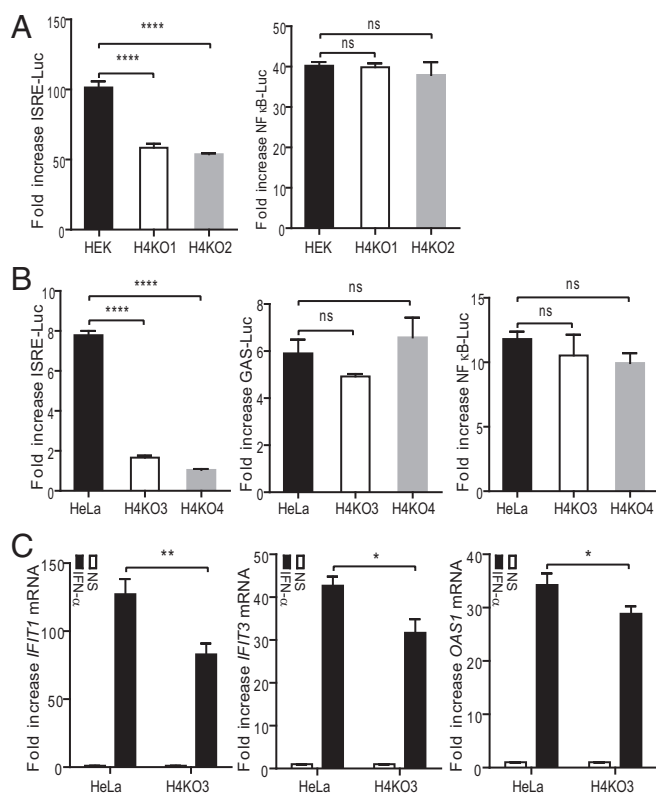 A
Fold increase ISRE-Luc
150
100
50
0
****
****
HEK
H4KO1
H4KO2
Fold increase NF κB-Luc
50
40
30
20
10
0
ns
ns
HEK
H4KO1
H4KO2
B
Fold increase ISRE-Luc
10
8
6
4
2
0
****
****
HeLa
H4KO3
H4KO4
Fold increase GAS-Luc
8
6
4
2
0
ns
ns
HeLa
H4KO3
H4KO4
Fold increase NF κB-Luc
15
10
5
0
ns
ns
HeLa
H4KO3
H4KO4
C
Fold increase IFIT1 mRNA
150
100
50
0
NS
IFN-α
**
HeLa
H4KO3
Fold increase IFIT3 mRNA
50
40
30
20
10
0
NS
IFN-α
*
HeLa
H4KO3
Fold increase OAS1 mRNA
40
30
20
10
0
NS
IFN-α
*
HeLa
H4KO3